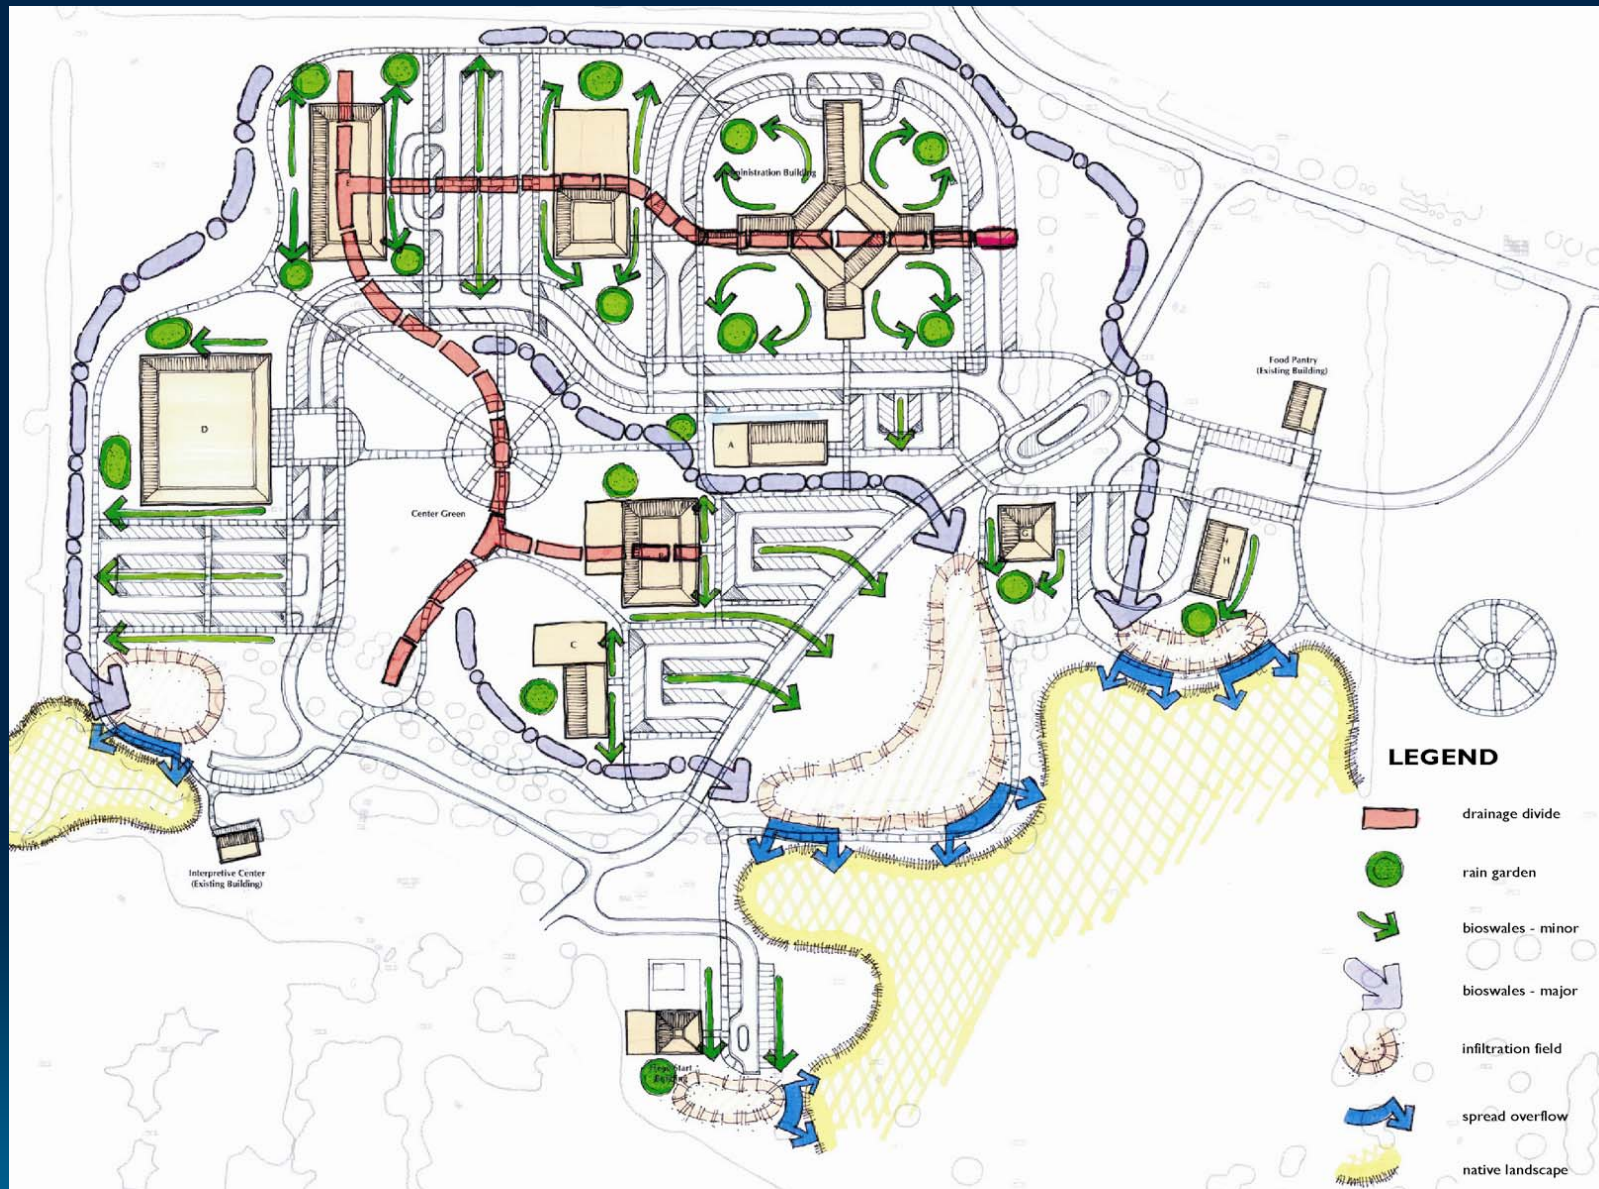 E
Administration Building
Food Pantry
(Existing Building)
D
A
Center Green
G
H
C
Interpretive Center
(Existing Building)
LEGEND
drainage divide
rain garden
bioswales - minor
bioswales - major
infiltration field
spread overflow
native landscape